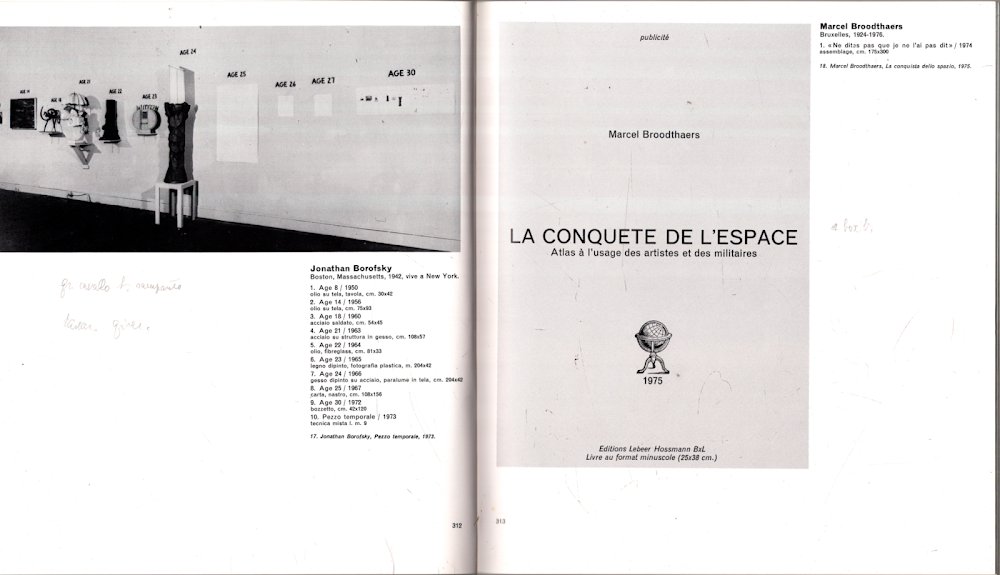 AGE 14
AGE 18
AGE 21
AGE 22
AGE 23
AGE 24
AGE 25
AGE 26
AGE 27
AGE 30
Jonathan Borofsky
Boston, Massachusetts, 1942, vive a New York.
1. Age 8 / 1950
olio su tela, tavola, cm. 30x42
2. Age 14 / 1956
olio su tela, cm. 75x93
3. Age 18 / 1960
acciaio saldato, cm. 54x45
4. Age 21 / 1963
acciaio su struttura in gesso, cm. 108x57
5. Age 22 / 1964
olio, fibreglass, cm. 81x33
6. Age 23 / 1965
legno dipinto, fotografia plastica, m. 204x42
7. Age 24 / 1966
gesso dipinto su acciaio, paralume in tela, cm. 204x42
8. Age 25 / 1967
carta, nastro, cm. 108x156
9. Age 30 / 1972
bozzetto, cm. 42x120
10. Pezzo temporale / 1973
tecnica mista l. m. 9
17. Jonathan Borofsky, Pezzo temporale, 1973.
312
publicité
Marcel Broodthaers
LA CONQUETE DE L'ESPACE
Atlas à l'usage des artistes et des militaires
1975
Editions Lebeer Hossmann BxL
Livre au format minuscule (25x38 cm.)
313
Marcel Broodthaers
Bruxelles, 1924-1976.
1. «Ne dites pas que je ne l'ai pas dit» / 1974
assemblage, cm. 175x300
18. Marcel Broodthaers, La conquista dello spazio, 1975.